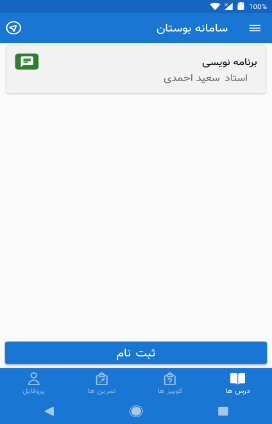 100%
سامانه بوستان
برنامه نویسی
استاد سعید احمدی
ثبت نام
درس ها
کوییز ها
تمرین ها
پروفایل